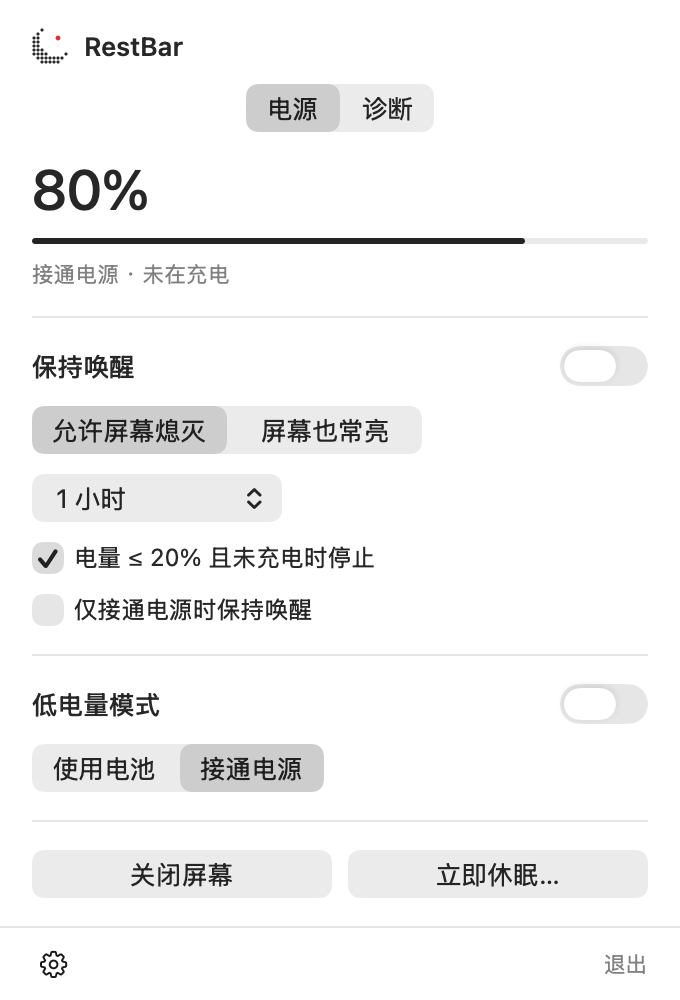 RestBar
电源 诊断
80%
接通电源 · 未在充电
保持唤醒
允许屏幕熄灭 屏幕也常亮
1 小时
电量 ≤ 20% 且未充电时停止
仅接通电源时保持唤醒
低电量模式
使用电池 接通电源
关闭屏幕 立即休眠...
退出